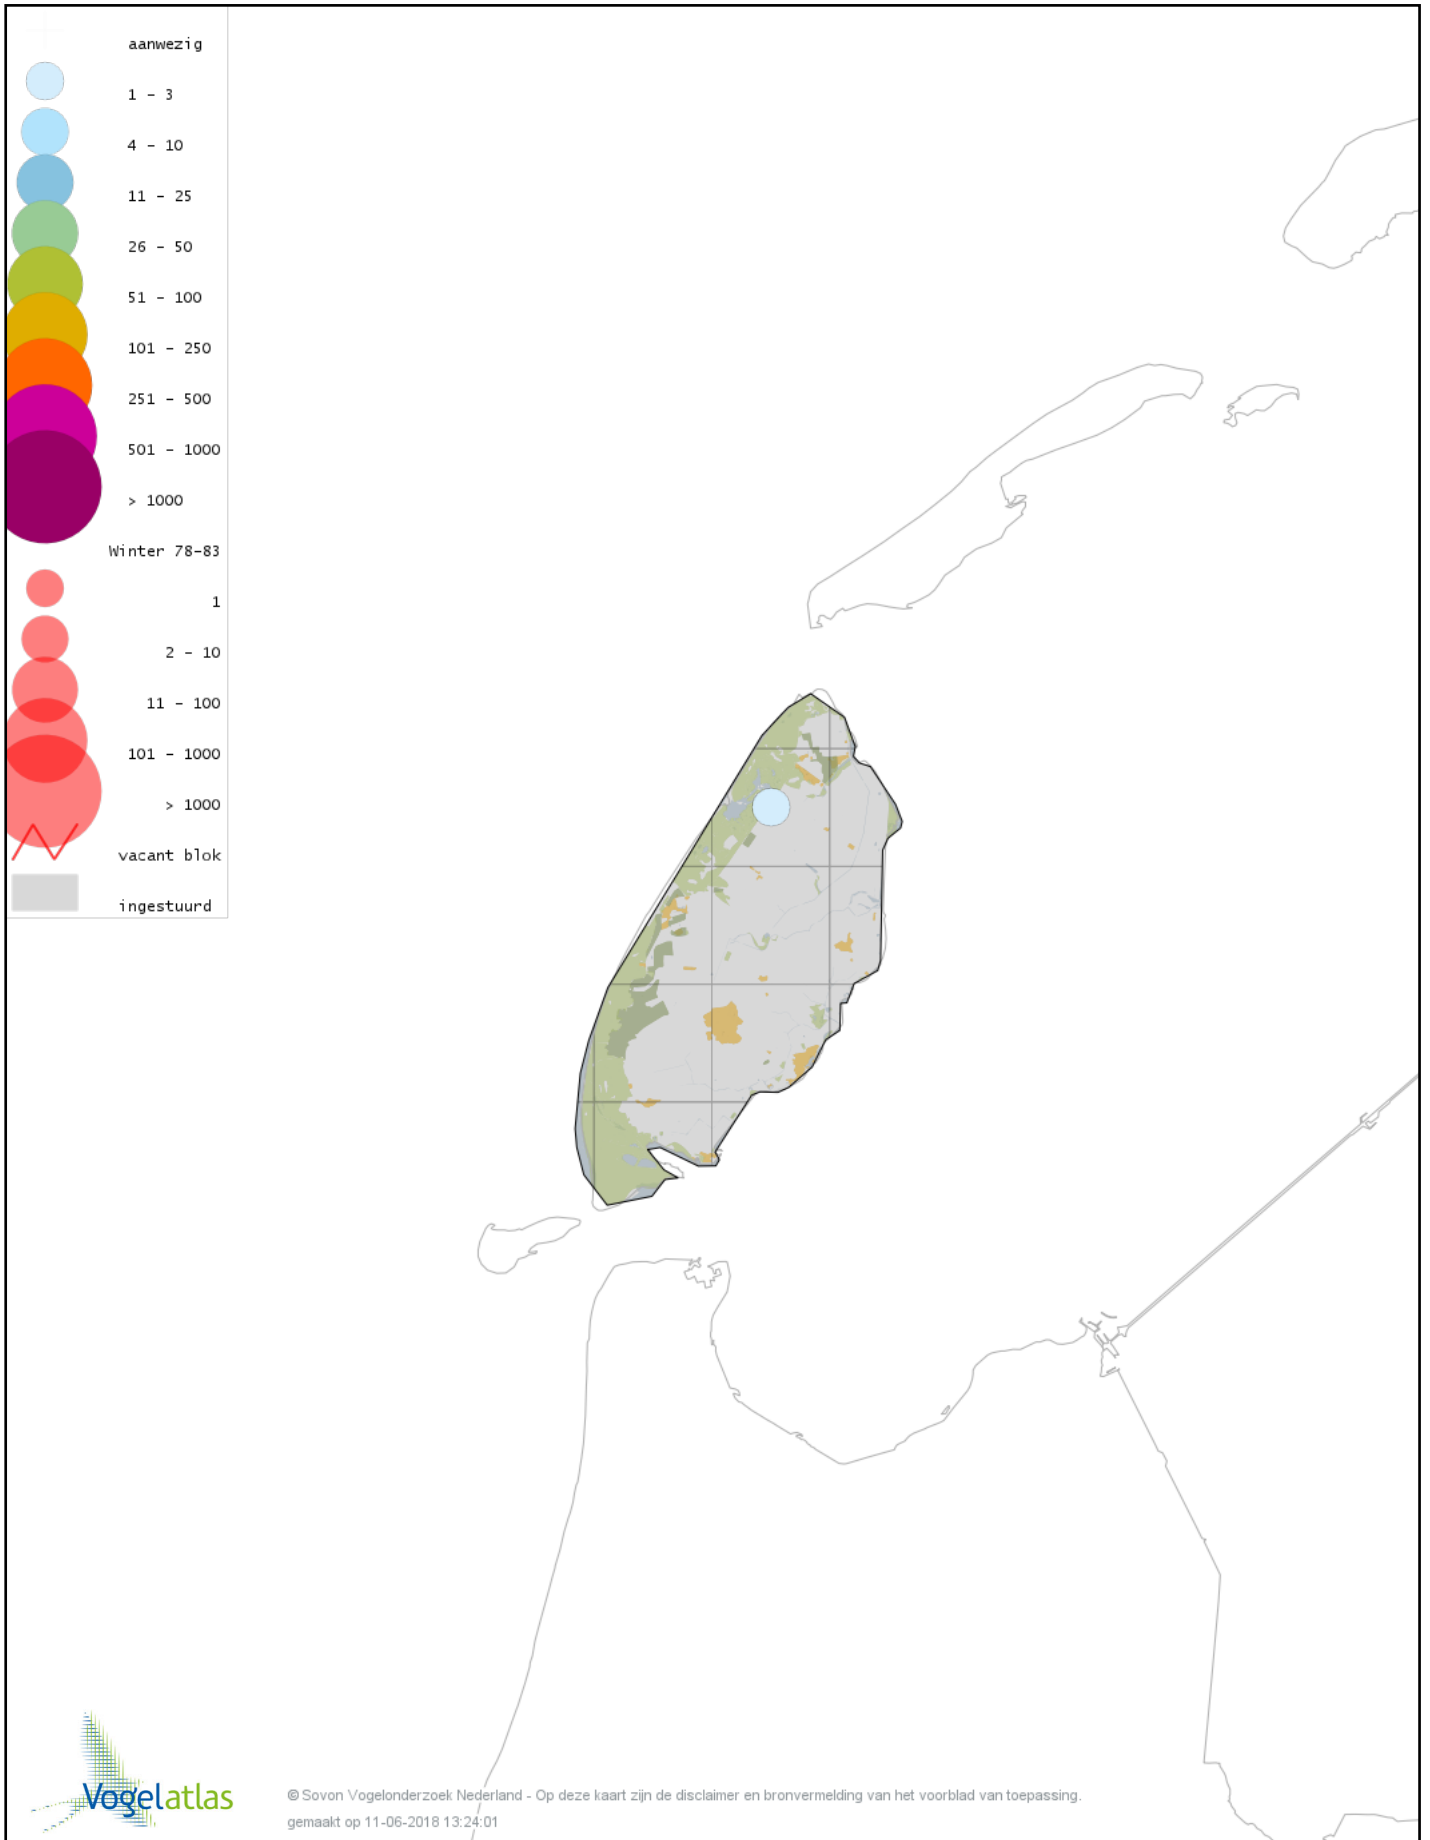 aanwezig
1 - 3
4 - 10
11 - 25
26 - 50
51 - 100
101 - 250
251 - 500
501 - 1000
> 1000
Winter 78-83
1
2 - 10
11 - 100
101 - 1000
> 1000
vacant blok
ingestuurd
Vogelatlas
© Sovon Vogelonderzoek Nederland - Op deze kaart zijn de disclaimer en bronvermelding van het voorblad van toepassing.
gemaakt op 11-06-2018 13:24:01